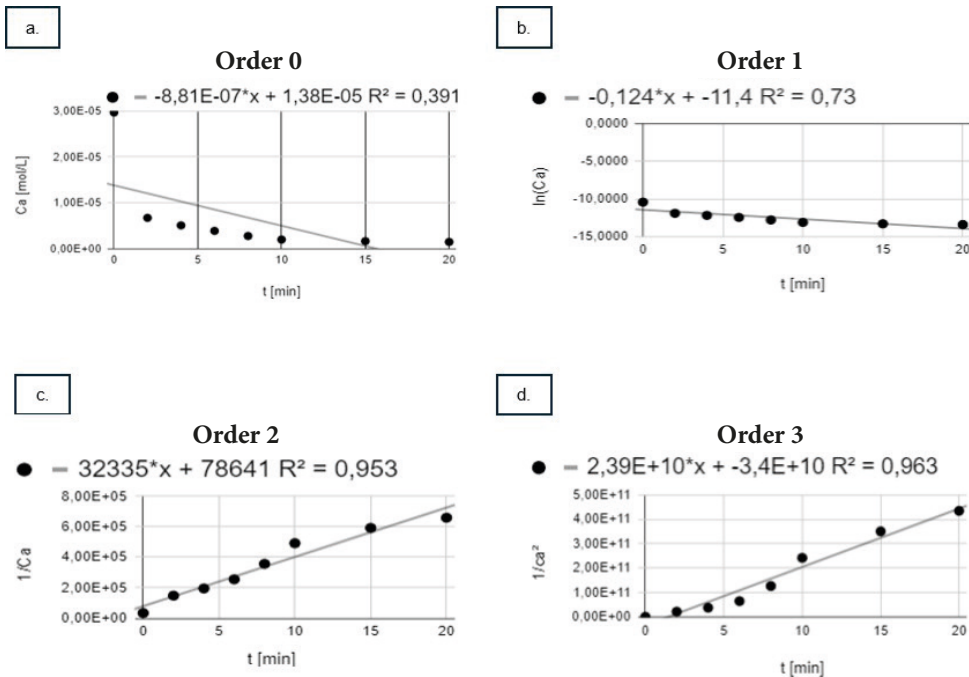 a.
Order 0
-8,81E-07*x + 1,38E-05 R² = 0,391
3,00E-05
2,00E-05
1,00E-05
0,00E+00
Ca [mol/L]
0 5 10 15 20
t [min]
b.
Order 1
-0,124*x + -11,4 R² = 0,73
0,0000
-5,0000
-10,0000
-15,0000
ln(Ca)
0 5 10 15 20
t [min]
c.
Order 2
32335*x + 78641 R² = 0,953
8,00E+05
6,00E+05
4,00E+05
2,00E+05
0,00E+00
1/Ca
0 5 10 15 20
t [min]
d.
Order 3
2,39E+10*x + -3,4E+10 R² = 0,963
5,00E+11
4,00E+11
3,00E+11
2,00E+11
1,00E+11
0,00E+00
1/ca²
0 5 10 15 20
t [min]